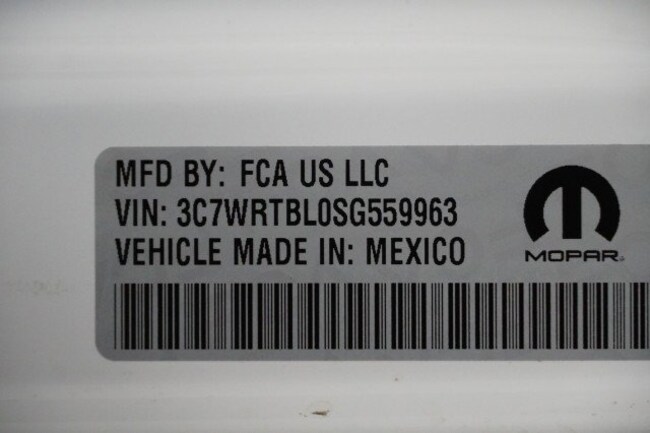 MFD BY: FCA US LLC
VIN: 3C7WRTBL0SG559963
VEHICLE MADE IN: MEXICO
MOPAR